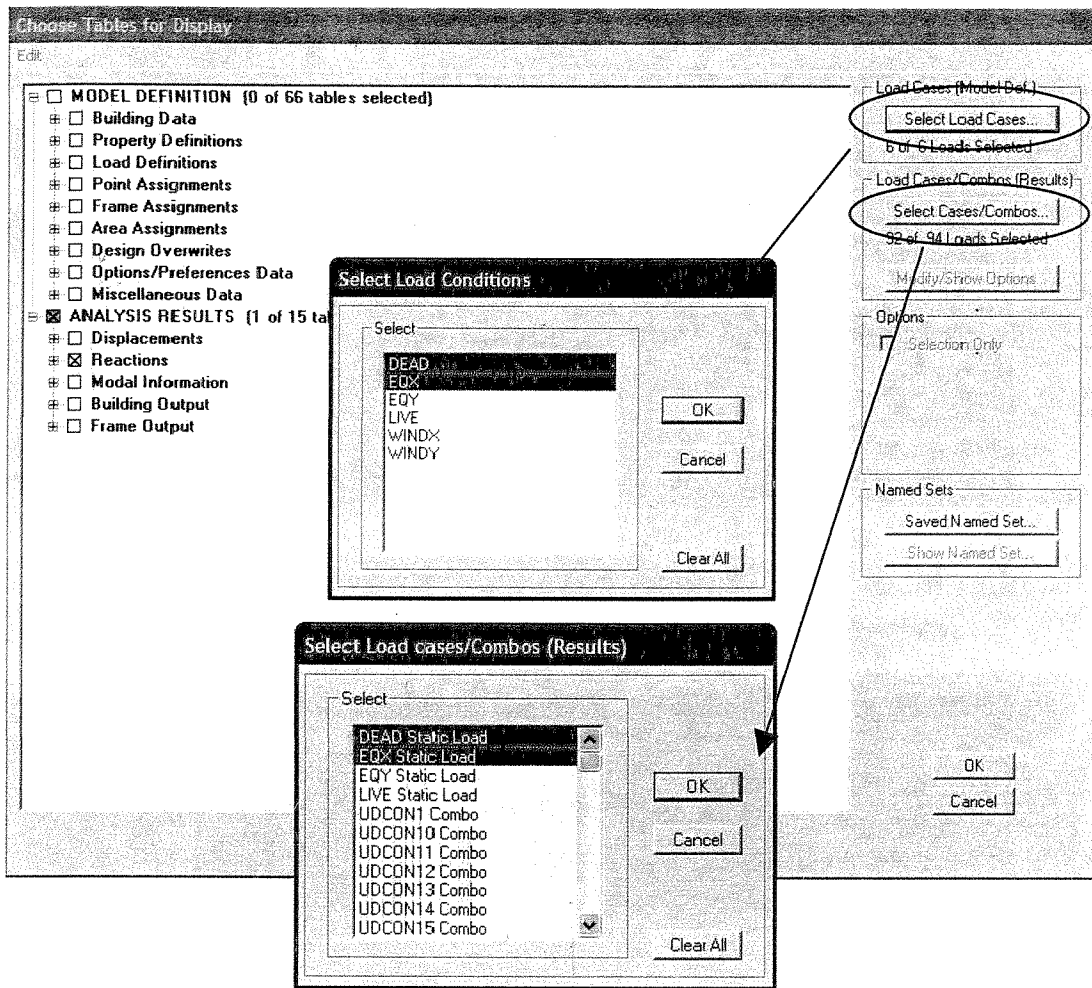 Choose Tables for Display
Edit
MODEL DEFINITION (0 of 66 tables selected)
Building Data
Property Definitions
Load Definitions
Point Assignments
Frame Assignments
Area Assignments
Design Overwrites
Options/Preferences Data
Miscellaneous Data
ANALYSIS RESULTS (1 of 15 ta
Displacements
Reactions
Modal Information
Building Output
Frame Output
Load Cases (Model Def.)
Select Load Cases...
6 of 6 Loads Selected
Load Cases/Combos (Results)
Select Cases/Combos...
92 of 94 Loads Selected
Modify/Show Options
Options
Selection Only
Named Sets
Saved Named Set...
Show Named Set...
OK
Cancel
Select Load Conditions
Select
DEAD
EQX
EQY
LIVE
WINDX
WINDY
OK
Cancel
Clear All
Select Load cases/Combos (Results)
Select
DEAD Static Load
EQX Static Load
EQY Static Load
LIVE Static Load
UDCON1 Combo
UDCON10 Combo
UDCON11 Combo
UDCON12 Combo
UDCON13 Combo
UDCON14 Combo
UDCON15 Combo
OK
Cancel
Clear All